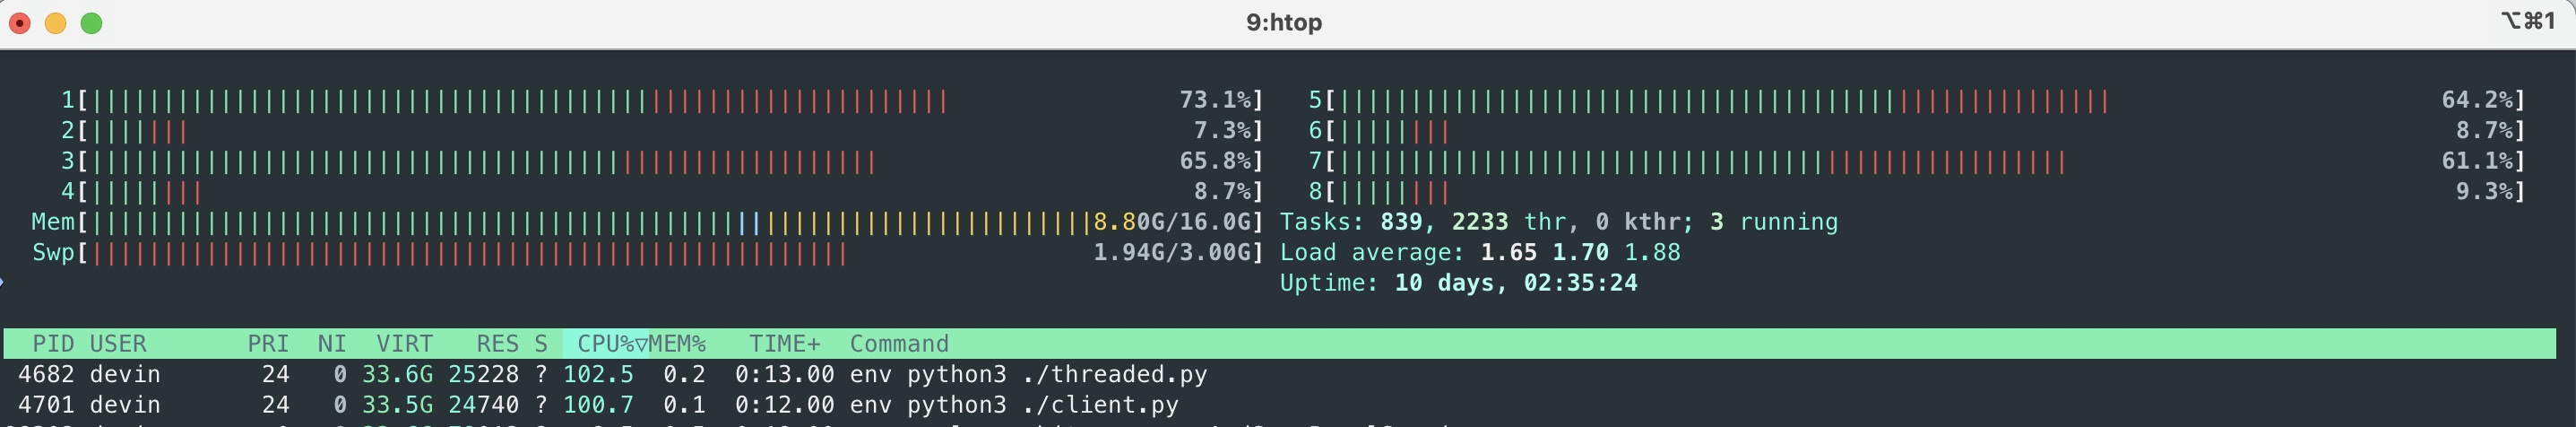 9:htop
⌥⌘1
1[|||||||||||||||||||||||||||||||||||||||||||||||||||||||||||| 73.1%]
5[|||||||||||||||||||||||||||||||||||||||||||||||||||||| 64.2%]
2[||||||| 7.3%]
6[|||||||| 8.7%]
3[||||||||||||||||||||||||||||||||||||||||||||||||||||||| 65.8%]
7[||||||||||||||||||||||||||||||||||||||||||||||||||| 61.1%]
4[|||||||| 8.7%]
8[|||||||| 9.3%]
Mem[||||||||||||||||||||||||||||||||||||||||||||||||||||||||||||||||||||||8.80G/16.0G]
Tasks: 839, 2233 thr, 0 kthr; 3 running
Swp[||||||||||||||||||||||||||||||||||||||||||||||||||||| 1.94G/3.00G]
Load average: 1.65 1.70 1.88
Uptime: 10 days, 02:35:24
PID USER PRI NI VIRT RES S CPU%▽MEM% TIME+ Command
4682 devin 24 0 33.6G 25228 ? 102.5 0.2 0:13.00 env python3 ./threaded.py
4701 devin 24 0 33.5G 24740 ? 100.7 0.1 0:12.00 env python3 ./client.py